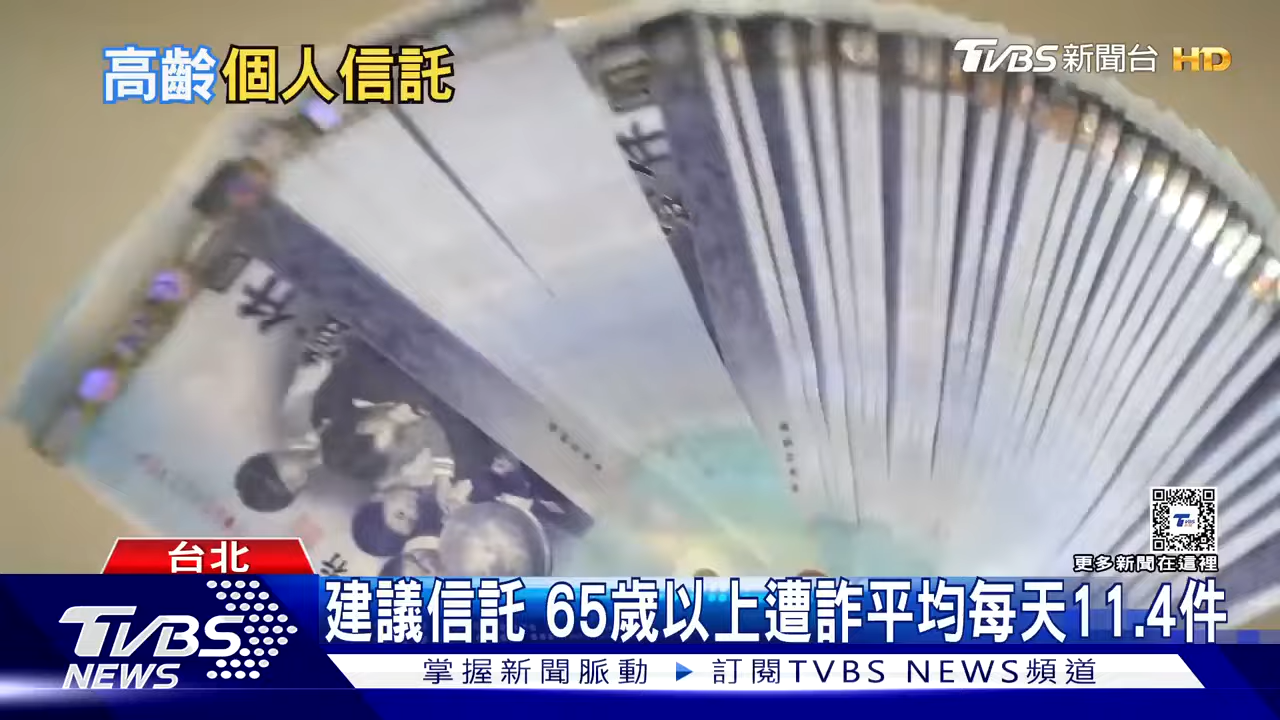 高齡個人信託
TVBS新聞台 HD
更多新聞在這裡
台北
建議信託 65歲以上遭詐平均每天11.4件
TVBS NEWS
掌握新聞脈動 ▶ 訂閱TVBS NEWS頻道